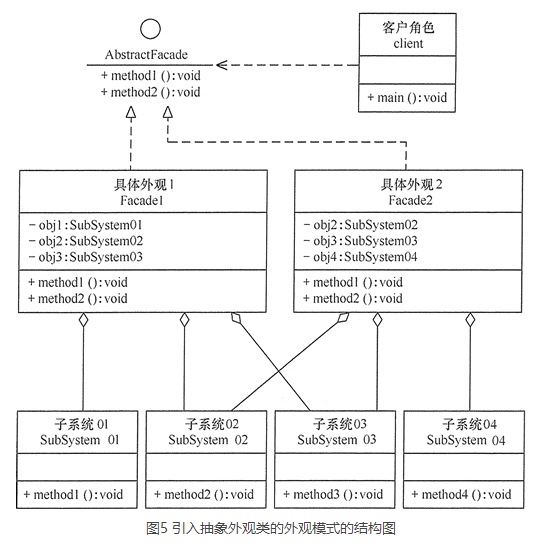 AbstractFacade
+ method1 ():void
+ method2 ():void
客户角色
client
+ main ():void
具体外观1
Facade1
- obj1:SubSystem01
- obj2:SubSystem02
- obj3:SubSystem03
+ method1 ():void
+ method2 ():void
具体外观2
Facade2
- obj2:SubSystem02
- obj3:SubSystem03
- obj4:SubSystem04
+ method1 ():void
+ method2 ():void
子系统01
SubSystem 01
+ method1 ():void
子系统02
SubSystem 02
+ method2 ():void
子系统03
SubSystem 03
+ method3 ():void
子系统04
SubSystem 04
+ method4 ():void
图5 引入抽象外观类的外观模式的结构图